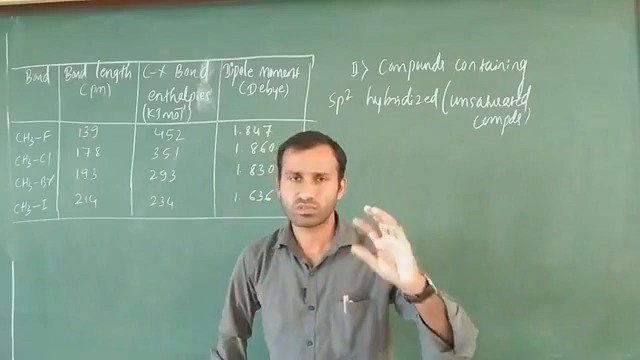 Bond Bond length (pm) C-X Bond enthalpies (KJmol⁻¹) Dipole Moment (Debye)
CH₃-F 139 452 1.847
CH₃-Cl 178 351 1.860
CH₃-Br 193 293 1.830
CH₃-I 214 234 1.636
II> Compounds containing
sp² hybridized (unsaturated
compds)